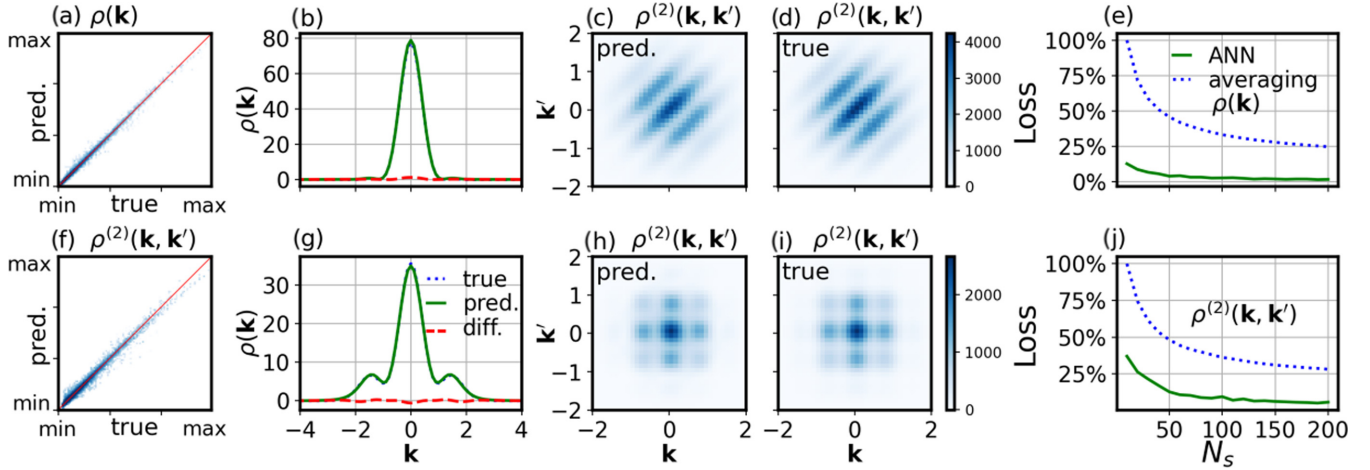 (a) ρ(k)
max
pred.
min
min true max
(b)
80
60
40
20
0
ρ(k)
(c) ρ⁽²⁾(k, k′)
pred.
2
1
0
−1
−2
k′
(d) ρ⁽²⁾(k, k′)
true
4000
3000
2000
1000
0
(e)
100%
75%
50%
25%
0%
Loss
ANN
averaging
ρ(k)
(f) ρ⁽²⁾(k, k′)
max
pred.
min
min true max
(g)
30
20
10
0
ρ(k)
true
pred.
diff.
−4 −2 0 2 4
k
(h) ρ⁽²⁾(k, k′)
pred.
2
1
0
−1
−2
k′
−2 0 2
k
(i) ρ⁽²⁾(k, k′)
true
−2 0 2
k
2000
1000
0
(j)
100%
75%
50%
25%
Loss
ρ⁽²⁾(k, k′)
50 100 150 200
Nₛ